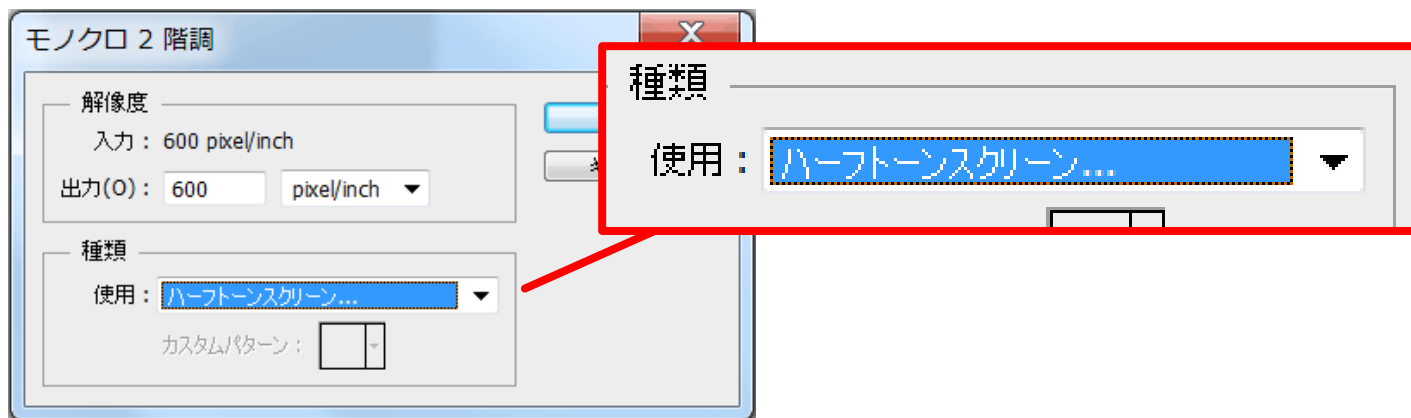 モノクロ 2 階調
解像度
入力 : 600 pixel/inch
出力(O) : 600 pixel/inch
種類
使用 : ハーフトーンスクリーン...
カスタムパターン :
種類
使用 : ハーフトーンスクリーン...